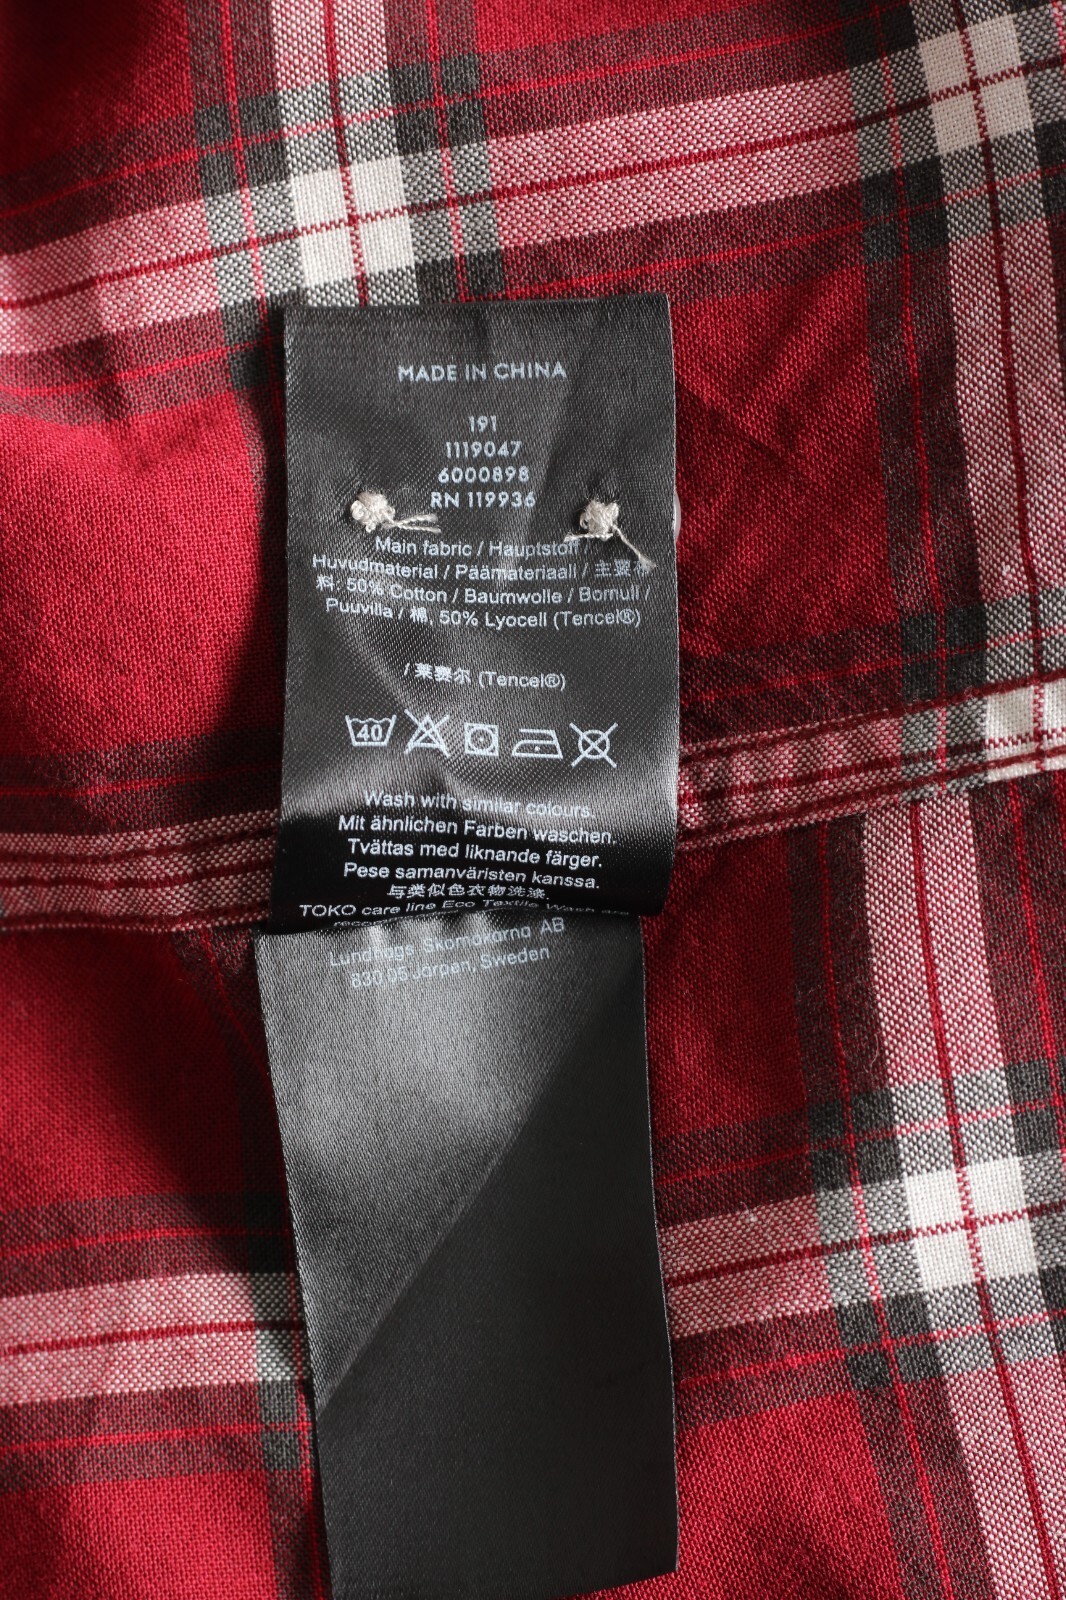 MADE IN CHINA
191
1119047
6000898
RN 119936
Main fabric / Hauptstoff /
Huvudmaterial / Päämateriaali / 主要布
料: 50% Cotton / Baumwolle / Bomull /
Puuvilla / 棉, 50% Lyocell (Tencel®)
/ 莱赛尔 (Tencel®)
40
Wash with similar colours.
Mit ähnlichen Farben waschen.
Tvättas med liknande färger.
Pese samanväristen kanssa.
与类似色衣物洗涤.
TOKO care line Eco Textile Wash are
Lundhags Skomakarna AB
830 05 Järpen, Sweden